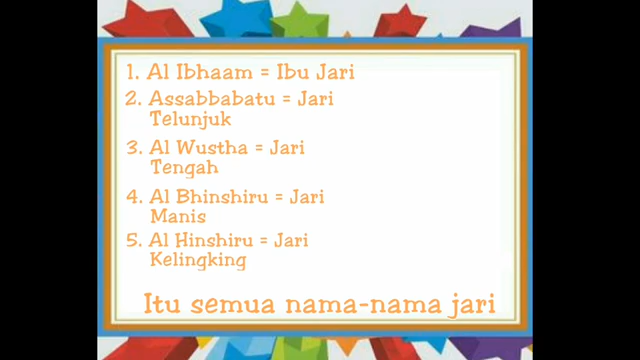 1. Al Ibhaam = Ibu Jari
2. Assabbabatu = Jari
Telunjuk
3. Al Wustha = Jari
Tengah
4. Al Bhinshiru = Jari
Manis
5. Al Hinshiru = Jari
Kelingking
Itu semua nama-nama jari